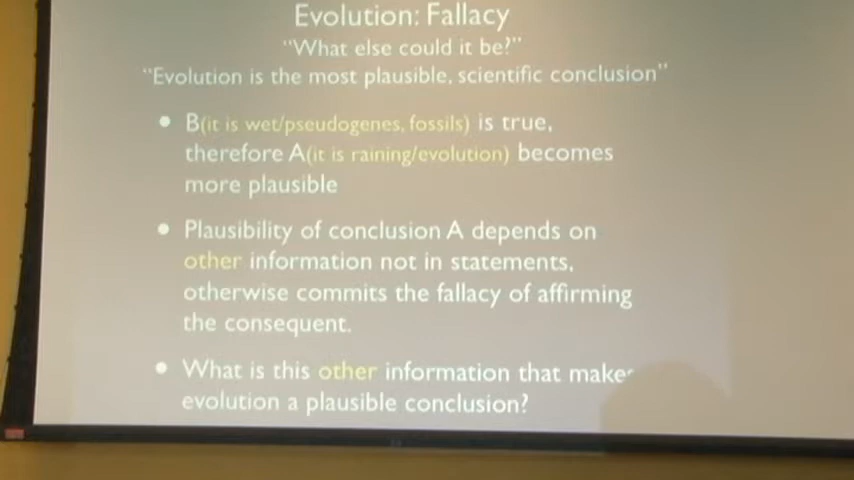 Evolution: Fallacy
"What else could it be?"
"Evolution is the most plausible, scientific conclusion"
• B(it is wet/pseudogenes, fossils) is true,
therefore A(it is raining/evolution) becomes
more plausible
• Plausibility of conclusion A depends on
other information not in statements,
otherwise commits the fallacy of affirming
the consequent.
• What is this other information that makes
evolution a plausible conclusion?